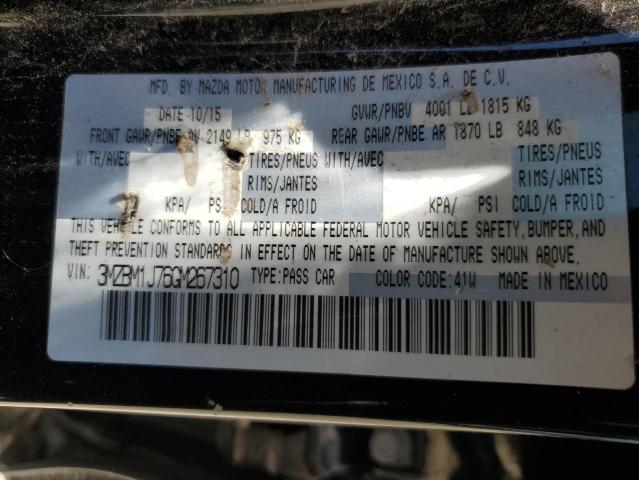 MFD. BY MAZDA MOTOR MANUFACTURING DE MEXICO S.A. DE C.V.
DATE 10/15 GVWR/PNBV 4001 LB 1815 KG
FRONT GAWR/PNBE AV 2149 LB 975 KG REAR GAWR/PNBE AR 1870 LB 848 KG
WITH/AVEC TIRES/PNEUS WITH/AVEC TIRES/PNEUS
RIMS/JANTES RIMS/JANTES
KPA/ PSI COLD/A FROID KPA/ PSI COLD/A FROID
THIS VEHICLE CONFORMS TO ALL APPLICABLE FEDERAL MOTOR VEHICLE SAFETY, BUMPER, AND
THEFT PREVENTION STANDARDS IN EFFECT ON THE DATE OF MANUFACTURE SHOWN ABOVE.
VIN: 3MZBM1J76GM267310 TYPE:PASS CAR COLOR CODE:41W MADE IN MEXICO